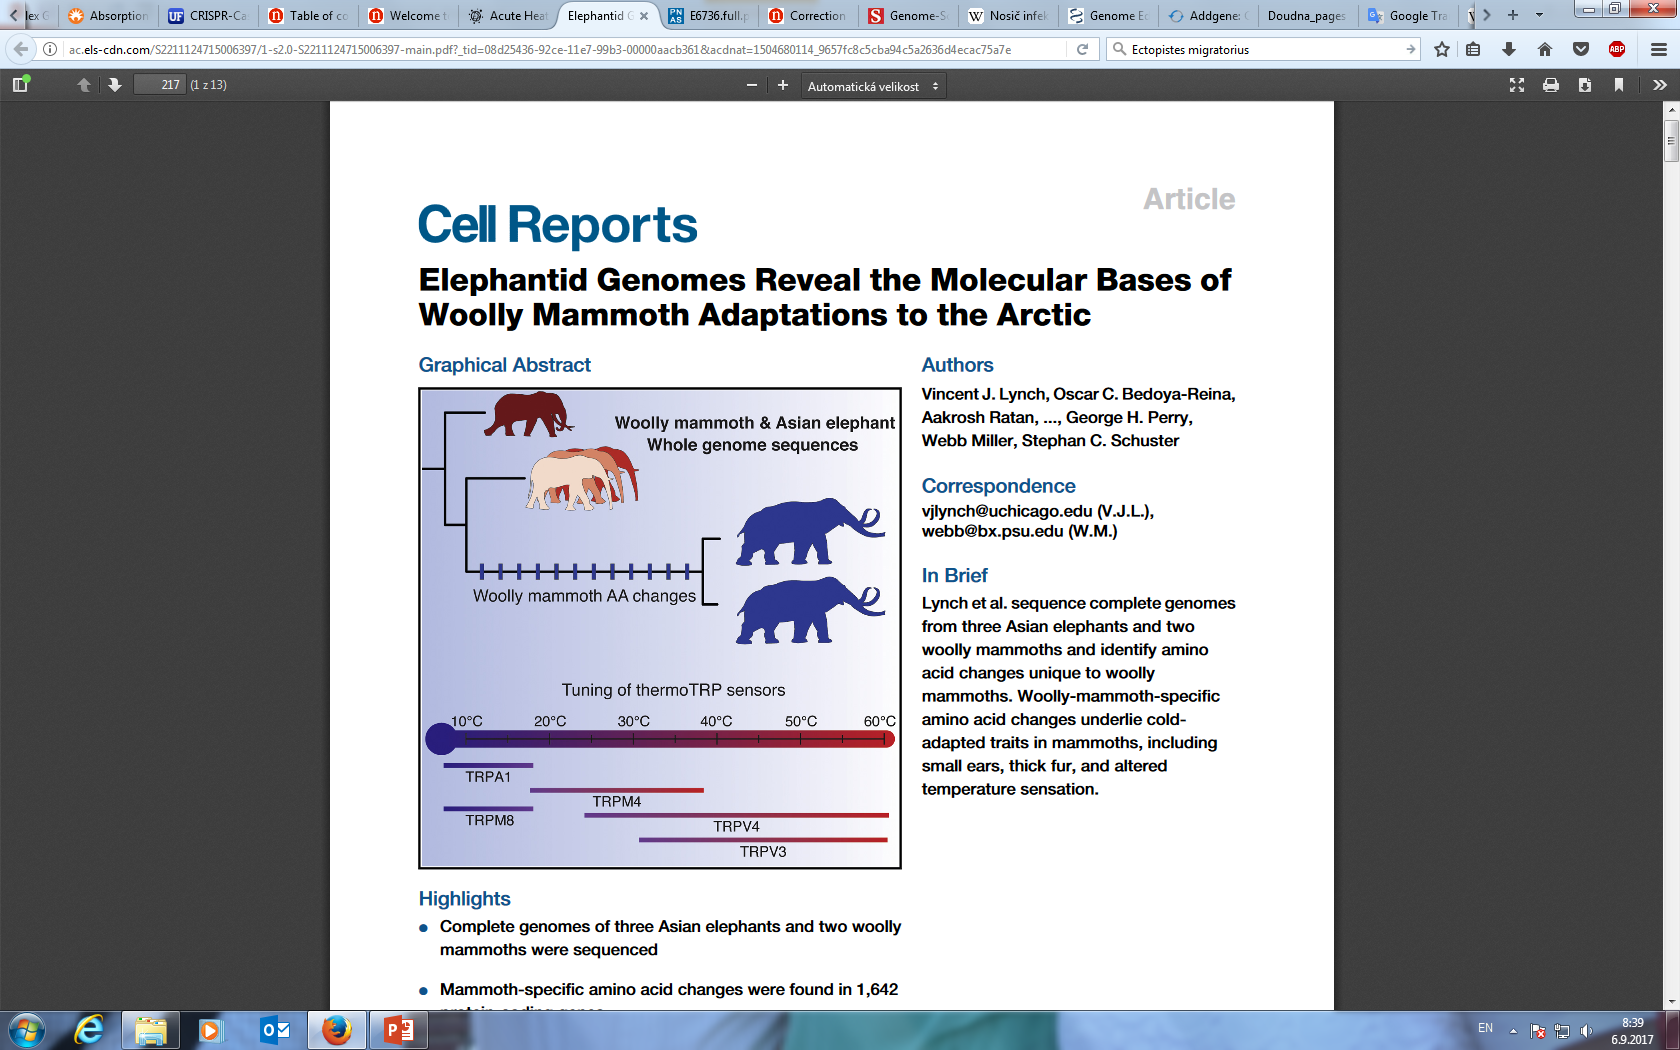 lex G
Absorption
CRISPR-Ca
Table of co
Welcome t
Acute Heat
Elephantid G
E6736.full.p
Correction
Genome-S
Nosič infek
Genome Ed
Addgene:
Doudna_pages
Google Tra
ac.els-cdn.com/S2211124715006397/1-s2.0-S2211124715006397-main.pdf?_tid=08d25436-92ce-11e7-99b3-00000aacb361&acdnat=1504680114_9657fc8c5cba94c5a2636d4ecac75a7e
Ectopistes migratorius
ABP
217 (1 z 13)
Automatická velikost
Article
Cell Reports
Elephantid Genomes Reveal the Molecular Bases of
Woolly Mammoth Adaptations to the Arctic
Graphical Abstract
Woolly mammoth & Asian elephant
Whole genome sequences
Woolly mammoth AA changes
Tuning of thermoTRP sensors
10°C 20°C 30°C 40°C 50°C 60°C
TRPA1
TRPM4
TRPM8
TRPV4
TRPV3
Highlights
Complete genomes of three Asian elephants and two woolly
mammoths were sequenced
Mammoth-specific amino acid changes were found in 1,642
Authors
Vincent J. Lynch, Oscar C. Bedoya-Reina,
Aakrosh Ratan, ..., George H. Perry,
Webb Miller, Stephan C. Schuster
Correspondence
vjlynch@uchicago.edu (V.J.L.),
webb@bx.psu.edu (W.M.)
In Brief
Lynch et al. sequence complete genomes
from three Asian elephants and two
woolly mammoths and identify amino
acid changes unique to woolly
mammoths. Woolly-mammoth-specific
amino acid changes underlie cold-
adapted traits in mammoths, including
small ears, thick fur, and altered
temperature sensation.
EN
8:39
6.9.2017